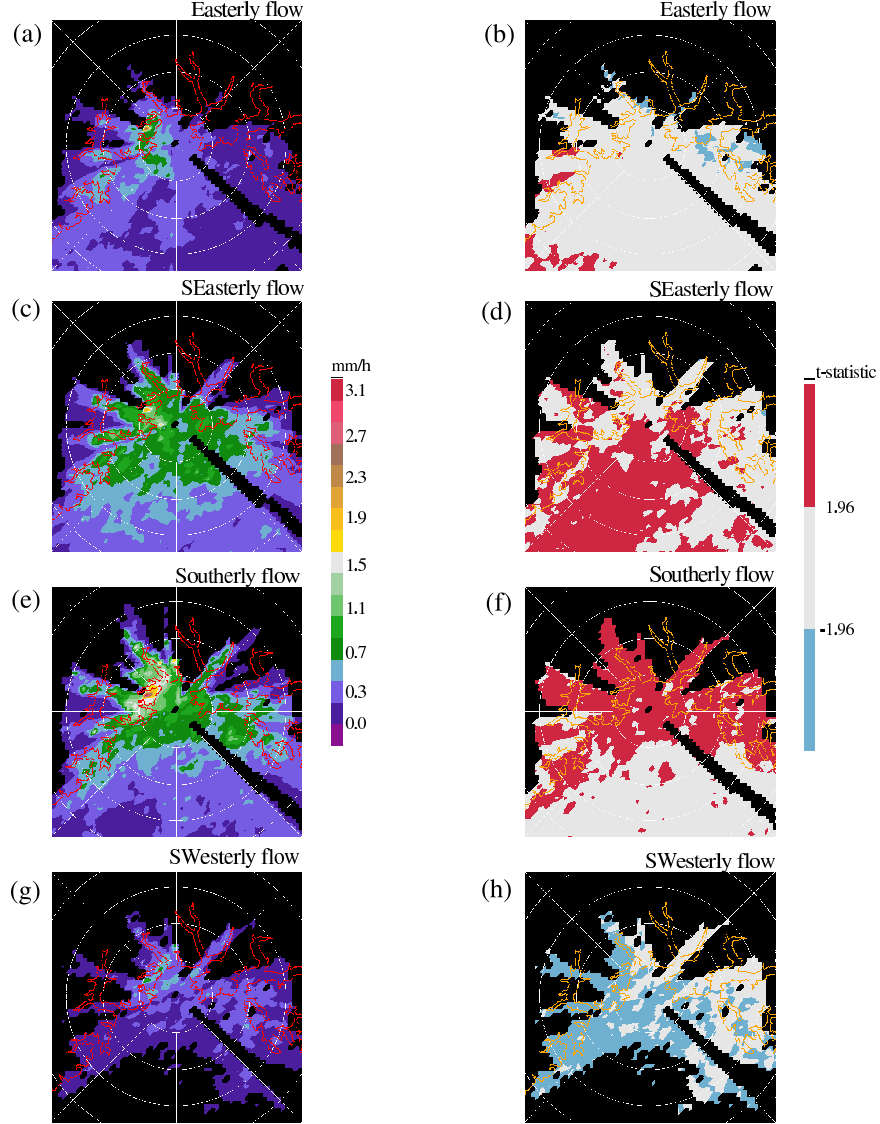 Easterly flow
(a)
Easterly flow
(b)
SEasterly flow
(c)
SEasterly flow
(d)
mm/h
3.1
2.7
2.3
1.9
1.5
1.1
0.7
0.3
0.0
t-statistic
1.96
-1.96
Southerly flow
(e)
Southerly flow
(f)
SWesterly flow
(g)
SWesterly flow
(h)